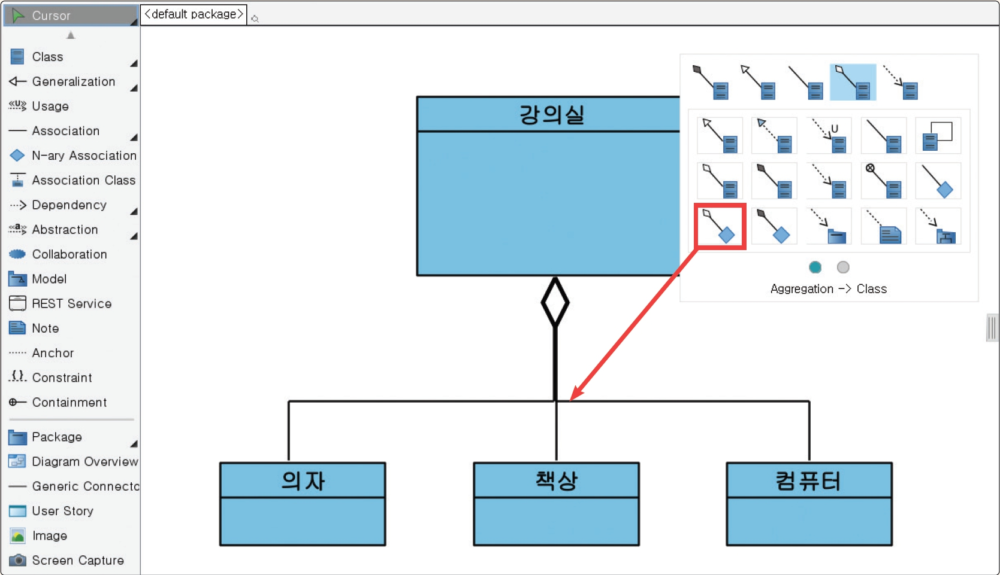 Cursor
<default package>
Class
Generalization
«U»
Usage
Association
N-ary Association
Association Class
Dependency
«a»
Abstraction
Collaboration
Model
REST Service
Note
Anchor
{ }
Constraint
Containment
Package
Diagram Overview
Generic Connectc
User Story
Image
Screen Capture
강의실
U
Aggregation -> Class
의자
책상
컴퓨터